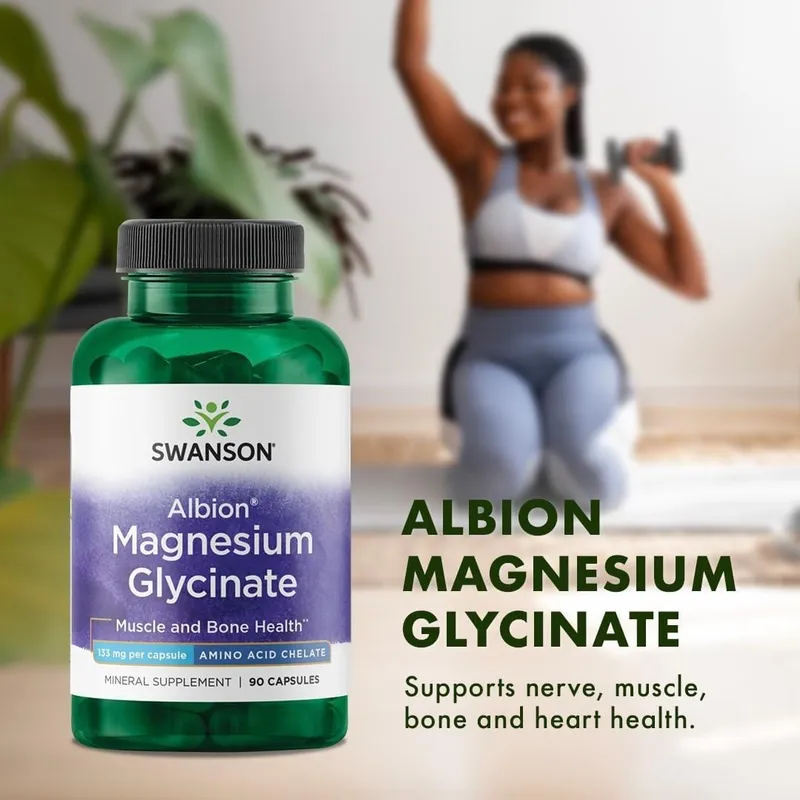 SWANSON®
Albion®
Magnesium
Glycinate
Muscle and Bone Health**
133 mg per capsule AMINO ACID CHELATE
MINERAL SUPPLEMENT | 90 CAPSULES
ALBION
MAGNESIUM
GLYCINATE
Supports nerve, muscle,
bone and heart health.